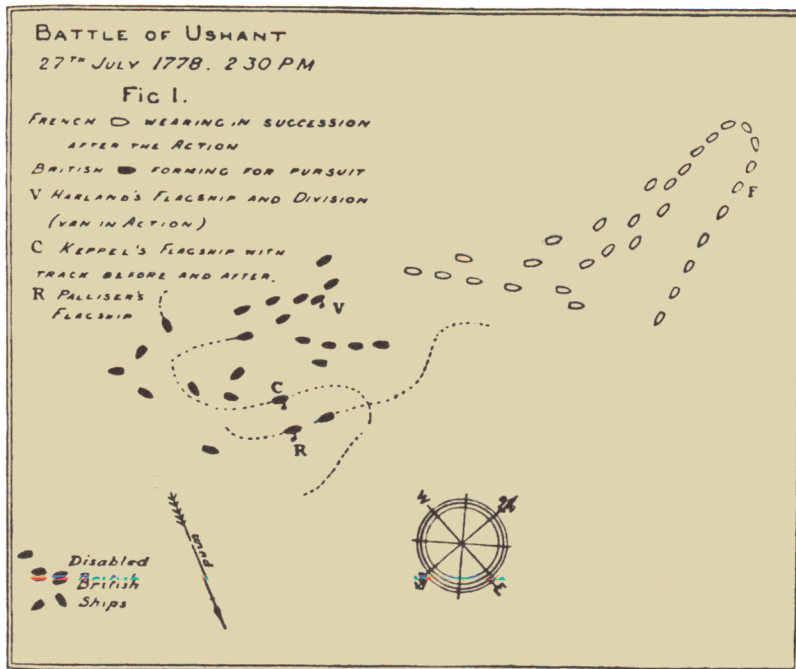 BATTLE OF USHANT
27TH JULY 1778. 2 30 PM
FIG 1.
FRENCH WEARING IN SUCCESSION
AFTER THE ACTION
BRITISH FORMING FOR PURSUIT
V HARLAND'S FLAGSHIP AND DIVISION
(VAN IN ACTION)
C KEPPEL'S FLAGSHIP WITH
TRACK BEFORE AND AFTER.
R PALLISER'S
FLAGSHIP
F
V
C
R
W
E
wind
Disabled
British
Ships